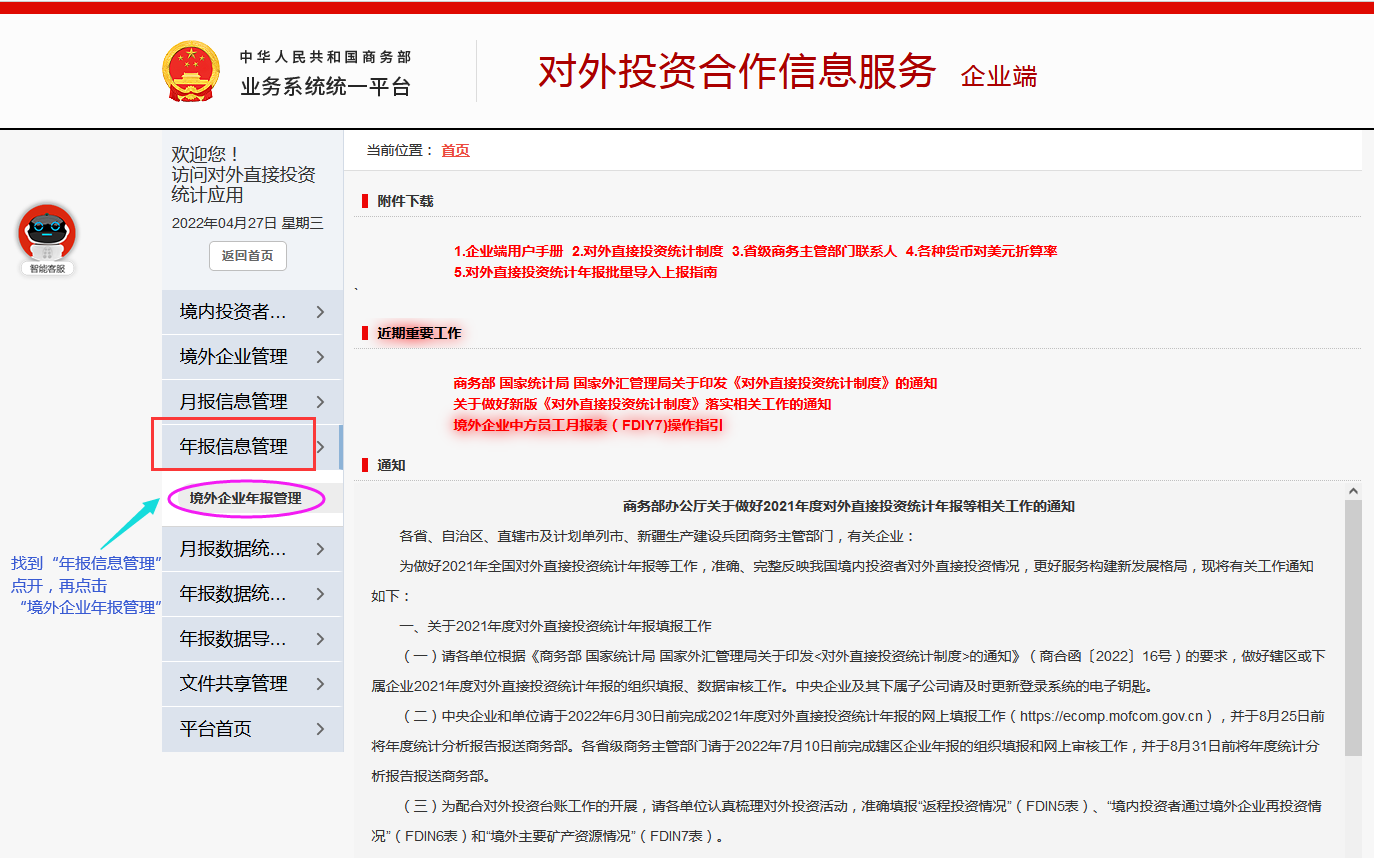 中华人民共和国商务部
业务系统统一平台
对外投资合作信息服务 企业端
欢迎您！
访问对外直接投资
统计应用
2022年04月27日 星期三
返回首页
智能客服
境内投资者...
境外企业管理
月报信息管理
年报信息管理
境外企业年报管理
找到“年报信息管理”
点开，再点击
“境外企业年报管理”
月报数据统...
年报数据统...
年报数据导...
文件共享管理
平台首页
当前位置： 首页
附件下载
1.企业端用户手册 2.对外直接投资统计制度 3.省级商务主管部门联系人 4.各种货币对美元折算率
5.对外直接投资统计年报批量导入上报指南
、
近期重要工作
商务部 国家统计局 国家外汇管理局关于印发《对外直接投资统计制度》的通知
关于做好新版《对外直接投资统计制度》落实相关工作的通知
境外企业中方员工月报表（FDIY7)操作指引
通知
商务部办公厅关于做好2021年度对外直接投资统计年报等相关工作的通知
各省、自治区、直辖市及计划单列市、新疆生产建设兵团商务主管部门，有关企业：
为做好2021年全国对外直接投资统计年报等工作，准确、完整反映我国境内投资者对外直接投资情况，更好服务构建新发展格局，现将有关工作通知
如下：
一、关于2021年度对外直接投资统计年报填报工作
（一）请各单位根据《商务部 国家统计局 国家外汇管理局关于印发<对外直接投资统计制度>的通知》（商合函〔2022〕16号）的要求，做好辖区或下
属企业2021年度对外直接投资统计年报的组织填报、数据审核工作。中央企业及其下属子公司请及时更新登录系统的电子钥匙。
（二）中央企业和单位请于2022年6月30日前完成2021年度对外直接投资统计年报的网上填报工作（https://ecomp.mofcom.gov.cn），并于8月25日前
将年度统计分析报告报送商务部。各省级商务主管部门请于2022年7月10日前完成辖区企业年报的组织填报和网上审核工作，并于8月31日前将年度统计分
析报告报送商务部。
（三）为配合对外投资台账工作的开展，请各单位认真梳理对外投资活动，准确填报“返程投资情况”（FDIN5表）、“境内投资者通过境外企业再投资情
况”（FDIN6表）和“境外主要矿产资源情况”（FDIN7表）。